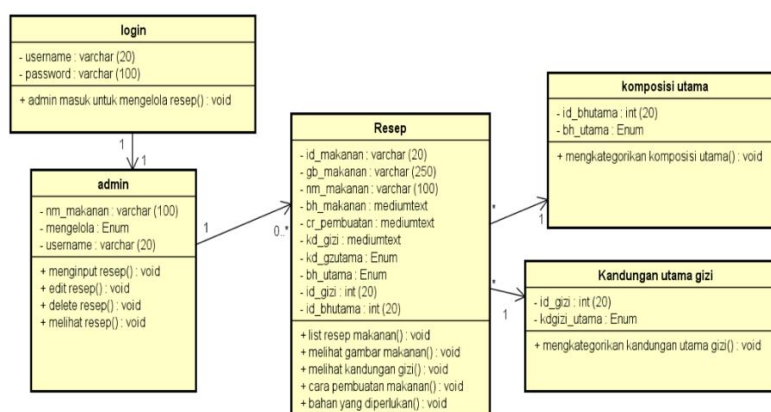 login
- username : varchar (20)
- password : varchar (100)
+ admin masuk untuk mengelola resep() : void
1
1
admin
- nm_makanan : varchar (100)
- mengelola : Enum
- username : varchar (20)
+ menginput resep() : void
+ edit resep() : void
+ delete resep() : void
+ melihat resep() : void
1
0..*
Resep
- id_makanan : varchar (20)
- gb_makanan : varchar (250)
- nm_makanan : varchar (100)
- bh_makanan : mediumtext
- cr_pembuatan : mediumtext
- kd_gizi : mediumtext
- kd_gzutama : Enum
- bh_utama : Enum
- id_gizi : int (20)
- id_bhutama : int (20)
+ list resep makanan() : void
+ melihat gambar makanan() : void
+ melihat kandungan gizi() : void
+ cara pembuatan makanan() : void
+ bahan yang diperlukan() : void
*
1
komposisi utama
- id_bhutama : int (20)
- bh_utama : Enum
+ mengkategorikan komposisi utama() : void
*
1
Kandungan utama gizi
- id_gizi : int (20)
- kdgizi_utama : Enum
+ mengkategorikan kandungan utama gizi() : void